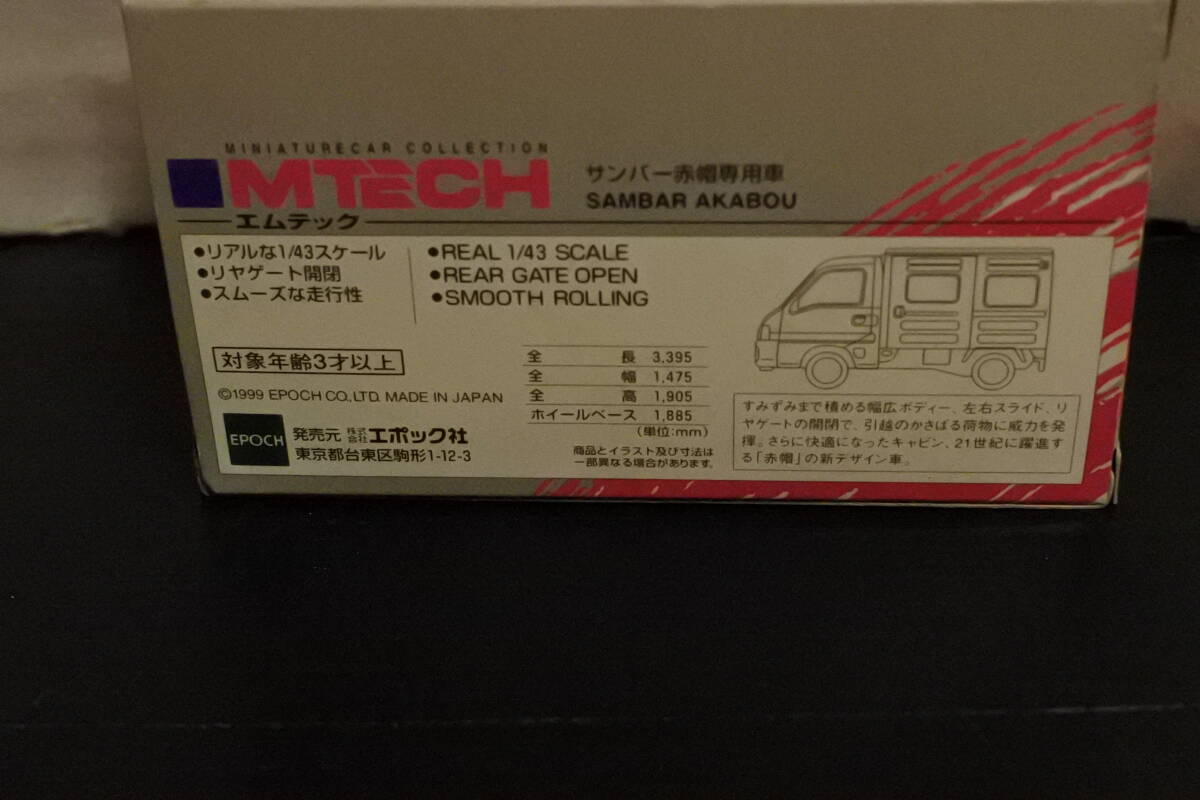 MINIATURECAR COLLECTION
MTECH
エムテック
サンバー赤帽専用車
SAMBAR AKABOU
●リアルな1/43スケール
●リヤゲート開閉
●スムーズな走行性
●REAL 1/43 SCALE
●REAR GATE OPEN
●SMOOTH ROLLING
対象年齢3才以上
©1999 EPOCH CO., LTD. MADE IN JAPAN
EPOCH
発売元 株式会社エポック社
東京都台東区駒形1-12-3
全長 3,395
全幅 1,475
全高 1,905
ホイールベース 1,885
(単位:mm)
商品とイラスト及び寸法は
一部異なる場合があります。
すみずみまで積める幅広ボディー、左右スライド、リ
ヤゲートの開閉で、引越のかさばる荷物に威力を発
揮。さらに快適になったキャビン、21世紀に躍進す
る「赤帽」の新デザイン車。